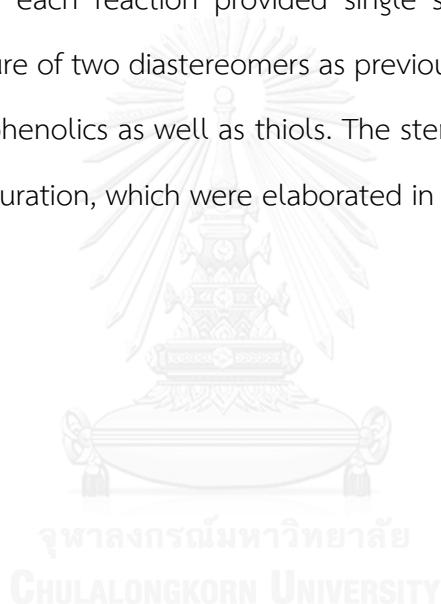 each reaction provided single s
ure of two diastereomers as previou
phenolics as well as thiols. The ster
uration, which were elaborated in
จุฬาลงกรณ์มหาวิทยาลัย
CHULALONGKORN UNIVERSITY